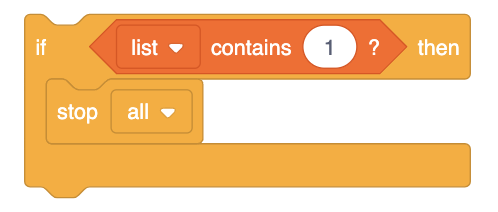 if list contains 1 ? then
stop all